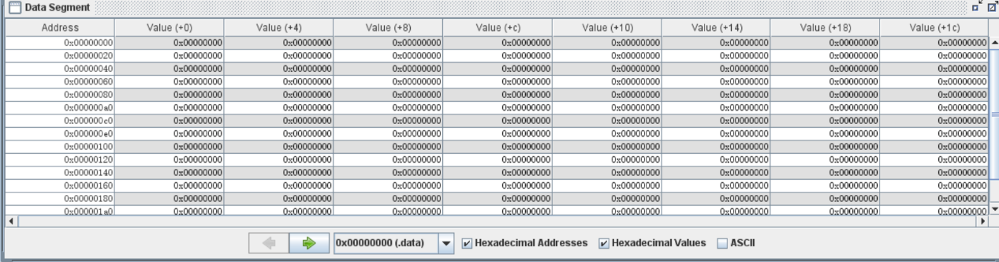 Data Segment
Address Value (+0) Value (+4) Value (+8) Value (+c) Value (+10) Value (+14) Value (+18) Value (+1c)
0x00000000 0x00000000 0x00000000 0x00000000 0x00000000 0x00000000 0x00000000 0x00000000 0x00000000
0x00000020 0x00000000 0x00000000 0x00000000 0x00000000 0x00000000 0x00000000 0x00000000 0x00000000
0x00000040 0x00000000 0x00000000 0x00000000 0x00000000 0x00000000 0x00000000 0x00000000 0x00000000
0x00000060 0x00000000 0x00000000 0x00000000 0x00000000 0x00000000 0x00000000 0x00000000 0x00000000
0x00000080 0x00000000 0x00000000 0x00000000 0x00000000 0x00000000 0x00000000 0x00000000 0x00000000
0x000000a0 0x00000000 0x00000000 0x00000000 0x00000000 0x00000000 0x00000000 0x00000000 0x00000000
0x000000c0 0x00000000 0x00000000 0x00000000 0x00000000 0x00000000 0x00000000 0x00000000 0x00000000
0x000000e0 0x00000000 0x00000000 0x00000000 0x00000000 0x00000000 0x00000000 0x00000000 0x00000000
0x00000100 0x00000000 0x00000000 0x00000000 0x00000000 0x00000000 0x00000000 0x00000000 0x00000000
0x00000120 0x00000000 0x00000000 0x00000000 0x00000000 0x00000000 0x00000000 0x00000000 0x00000000
0x00000140 0x00000000 0x00000000 0x00000000 0x00000000 0x00000000 0x00000000 0x00000000 0x00000000
0x00000160 0x00000000 0x00000000 0x00000000 0x00000000 0x00000000 0x00000000 0x00000000 0x00000000
0x00000180 0x00000000 0x00000000 0x00000000 0x00000000 0x00000000 0x00000000 0x00000000 0x00000000
0x000001a0 0x00000000 0x00000000 0x00000000 0x00000000 0x00000000 0x00000000 0x00000000 0x00000000
0x00000000 (.data) Hexadecimal Addresses Hexadecimal Values ASCII